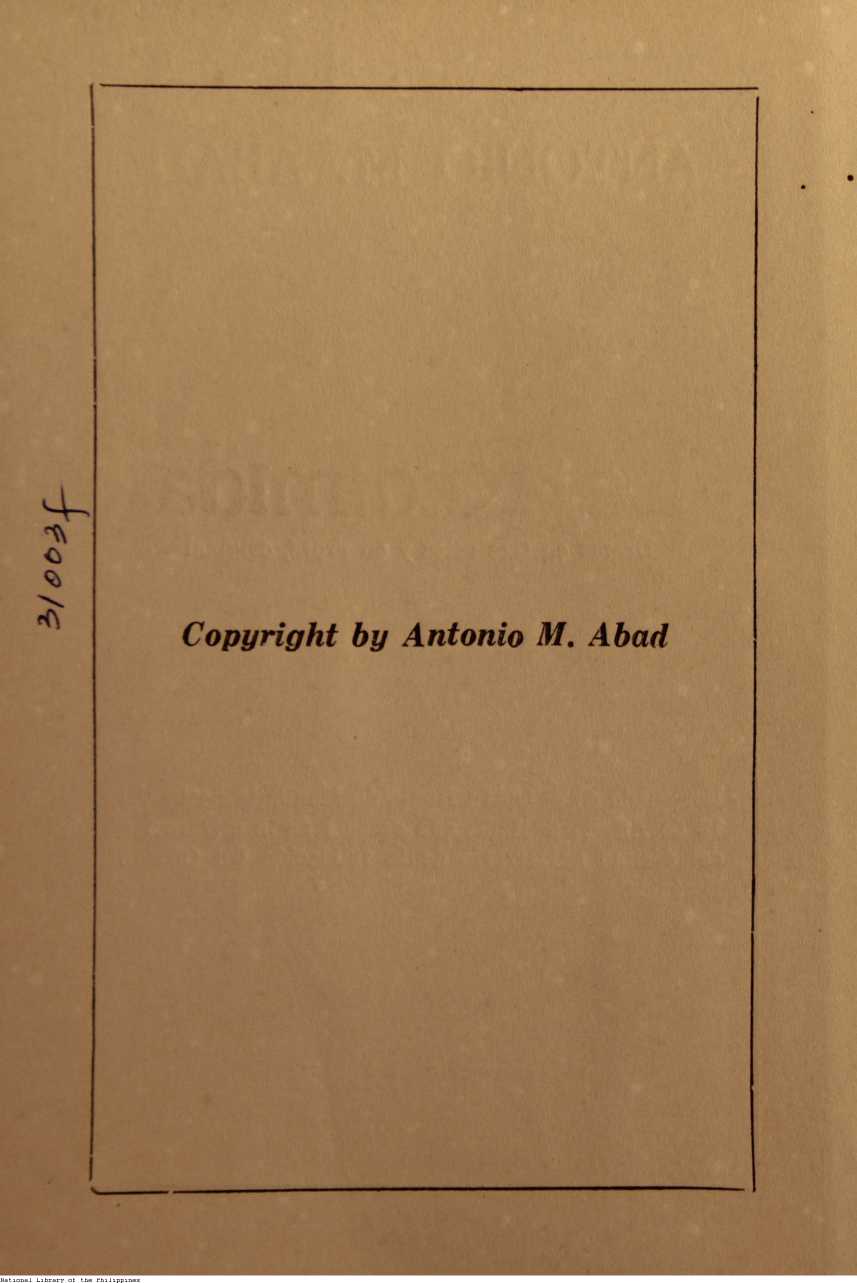 31003f
Copyright by Antonio M. Abad
National Library of the Philippines